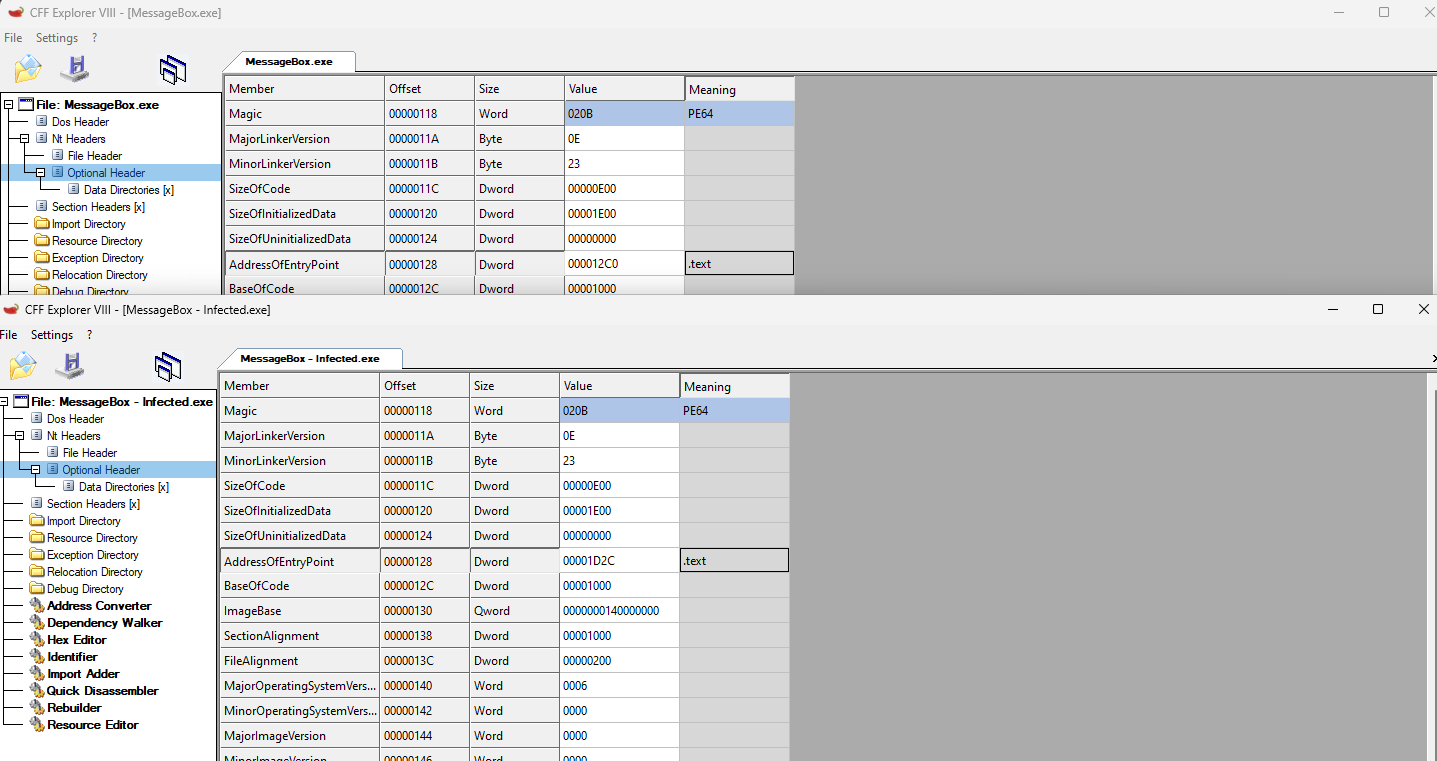 CFF Explorer VIII - [MessageBox.exe]
File Settings ?
MessageBox.exe
File: MessageBox.exe
Dos Header
Nt Headers
File Header
Optional Header
Data Directories [x]
Section Headers [x]
Import Directory
Resource Directory
Exception Directory
Relocation Directory
Debug Directory
Member Offset Size Value Meaning
Magic 00000118 Word 020B PE64
MajorLinkerVersion 0000011A Byte 0E
MinorLinkerVersion 0000011B Byte 23
SizeOfCode 0000011C Dword 00000E00
SizeOfInitializedData 00000120 Dword 00001E00
SizeOfUninitializedData 00000124 Dword 00000000
AddressOfEntryPoint 00000128 Dword 000012C0 .text
BaseOfCode 0000012C Dword 00001000
CFF Explorer VIII - [MessageBox - Infected.exe]
File Settings ?
MessageBox - Infected.exe
File: MessageBox - Infected.exe
Dos Header
Nt Headers
File Header
Optional Header
Data Directories [x]
Section Headers [x]
Import Directory
Resource Directory
Exception Directory
Relocation Directory
Debug Directory
Address Converter
Dependency Walker
Hex Editor
Identifier
Import Adder
Quick Disassembler
Rebuilder
Resource Editor
Member Offset Size Value Meaning
Magic 00000118 Word 020B PE64
MajorLinkerVersion 0000011A Byte 0E
MinorLinkerVersion 0000011B Byte 23
SizeOfCode 0000011C Dword 00000E00
SizeOfInitializedData 00000120 Dword 00001E00
SizeOfUninitializedData 00000124 Dword 00000000
AddressOfEntryPoint 00000128 Dword 00001D2C .text
BaseOfCode 0000012C Dword 00001000
ImageBase 00000130 Qword 0000000140000000
SectionAlignment 00000138 Dword 00001000
FileAlignment 0000013C Dword 00000200
MajorOperatingSystemVers... 00000140 Word 0006
MinorOperatingSystemVers... 00000142 Word 0000
MajorImageVersion 00000144 Word 0000
MinorImageVersion 00000146 Word 0000